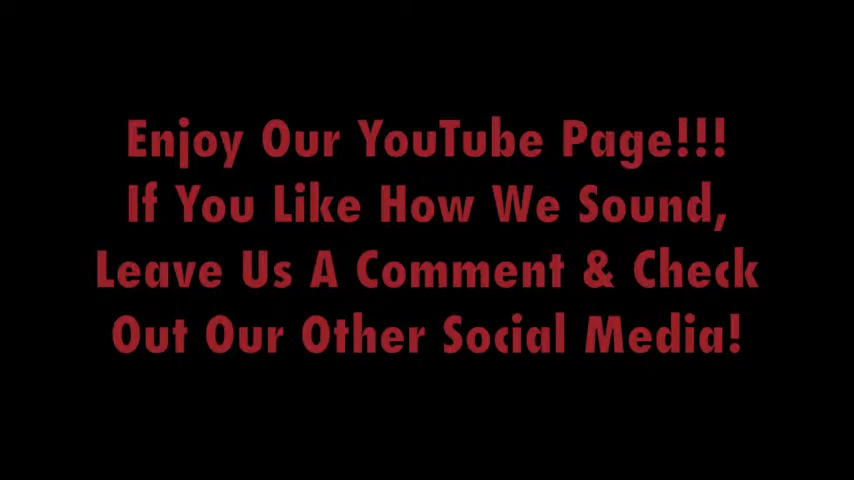 Enjoy Our YouTube Page!!!
If You Like How We Sound,
Leave Us A Comment & Check
Out Our Other Social Media!